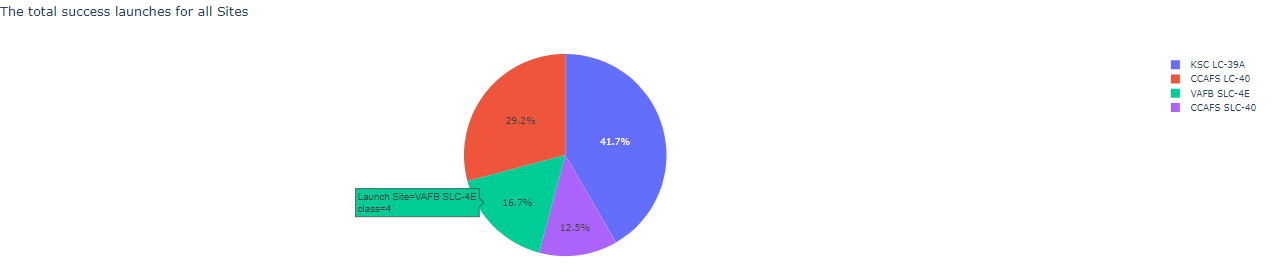 The total success launches for all Sites
KSC LC-39A
CCAFS LC-40
VAFB SLC-4E
CCAFS SLC-40
29.2%
41.7%
Launch Site=VAFB SLC-4E
class=4
16.7%
12.5%